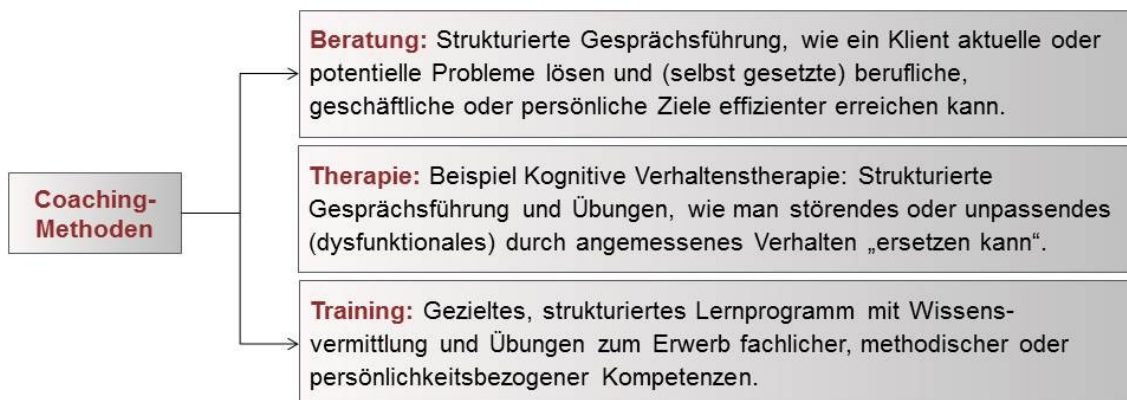 Beratung: Strukturierte Gesprächsführung, wie ein Klient aktuelle oder
potentielle Probleme lösen und (selbst gesetzte) berufliche,
geschäftliche oder persönliche Ziele effizienter erreichen kann.
Coaching-
Methoden
Therapie: Beispiel Kognitive Verhaltenstherapie: Strukturierte
Gesprächsführung und Übungen, wie man störendes oder unpassendes
(dysfunktionales) durch angemessenes Verhalten „ersetzen kann“.
Training: Gezieltes, strukturiertes Lernprogramm mit Wissens-
vermittlung und Übungen zum Erwerb fachlicher, methodischer oder
persönlichkeitsbezogener Kompetenzen.